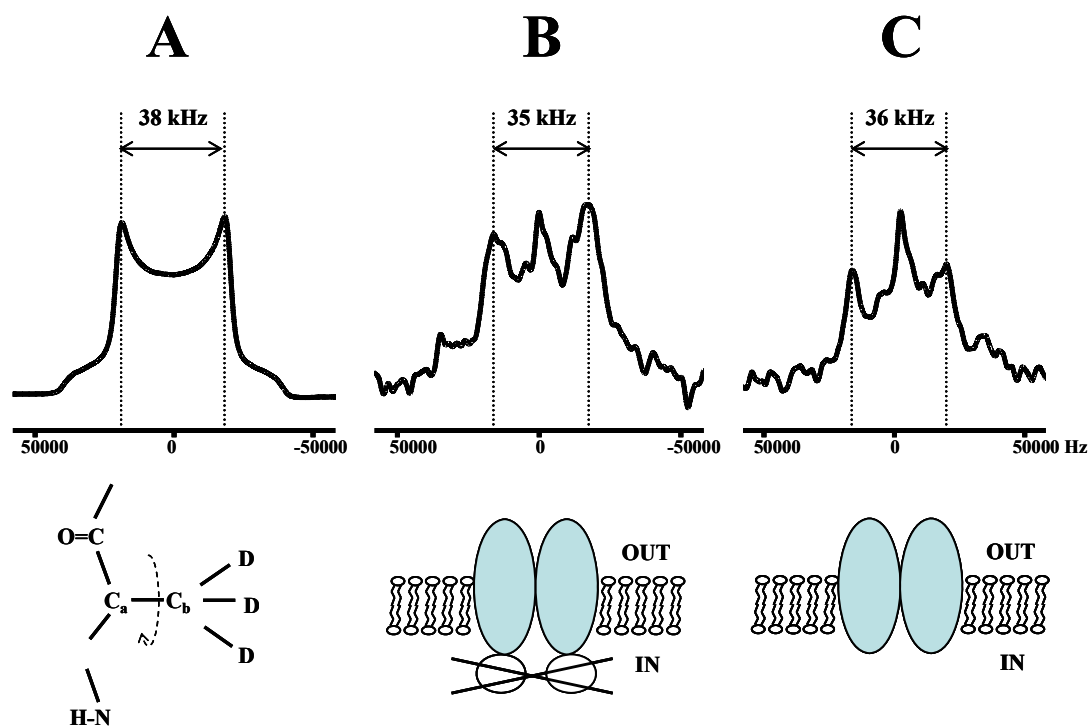 A B C
38 kHz 35 kHz 36 kHz
50000 0 -50000 50000 0 -50000 50000 0 50000 Hz
O=C
D
Ca Cb D
D
H-N
OUT
IN
OUT
IN